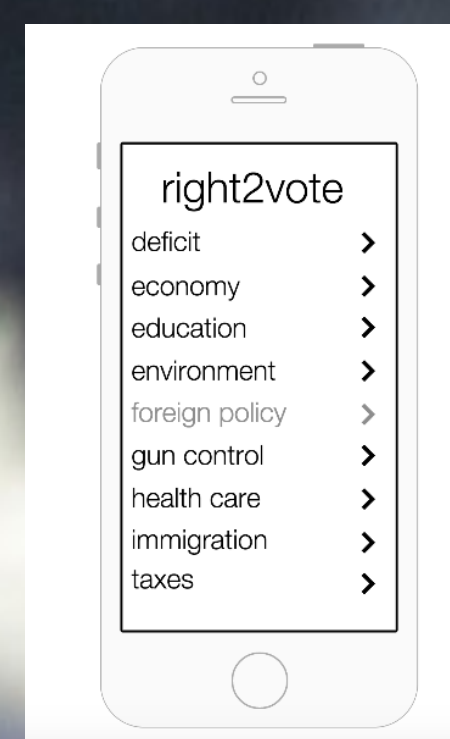 right2vote
deficit
economy
education
environment
foreign policy
gun control
health care
immigration
taxes